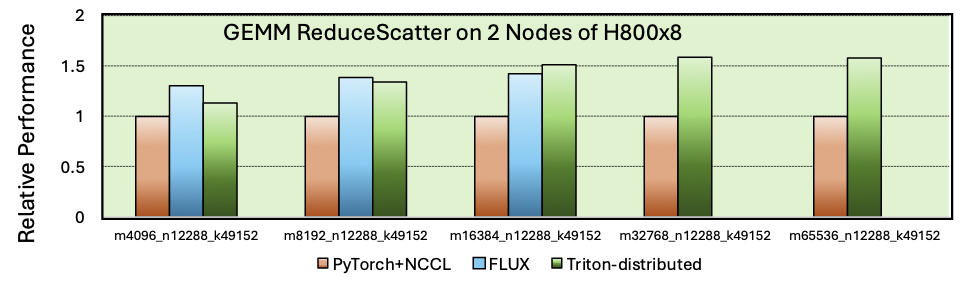 GEMM ReduceScatter on 2 Nodes of H800x8
Relative Performance
2
1.5
1
0.5
0
m4096_n12288_k49152
m8192_n12288_k49152
m16384_n12288_k49152
m32768_n12288_k49152
m65536_n12288_k49152
PyTorch+NCCL
FLUX
Triton-distributed